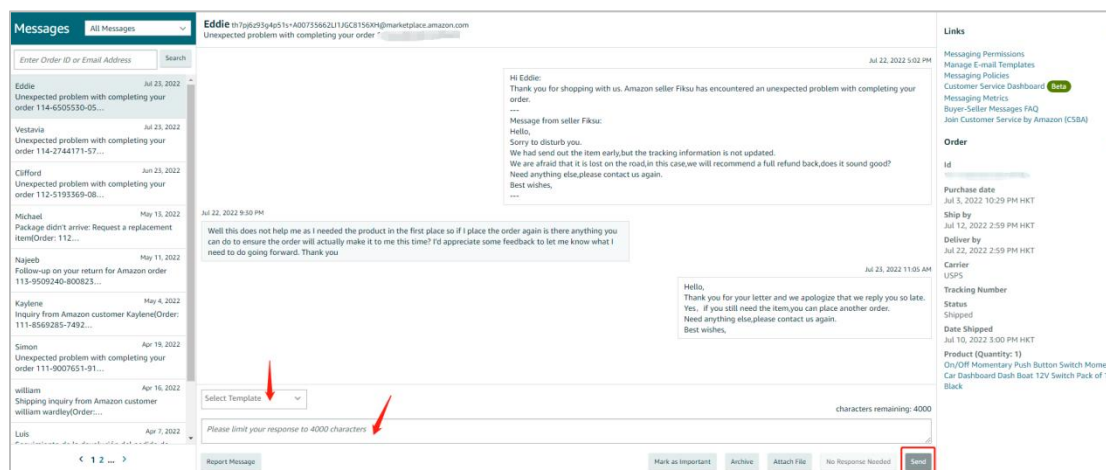 Messages
All Messages
Enter Order ID or Email Address
Search
Eddie
Jul 23, 2022
Unexpected problem with completing your
order 114-6505530-05...
Vestavia
Jul 23, 2022
Unexpected problem with completing your
order 114-2744171-57...
Clifford
Jun 23, 2022
Unexpected problem with completing your
order 112-5193369-08...
Michael
May 13, 2022
Package didn't arrive: Request a replacement
item(Order: 112...
Najeeb
May 11, 2022
Follow-up on your return for Amazon order
113-9509240-800823...
Kaylene
May 4, 2022
Inquiry from Amazon customer Kaylene(Order:
111-8569285-7492...
Simon
Apr 19, 2022
Unexpected problem with completing your
order 111-9007651-91...
william
Apr 16, 2022
Shipping inquiry from Amazon customer
william wardley(Order:...
Luis
Apr 7, 2022
< 1 2 ... >
Eddie th7pj6z93g4p51s+A00735662LI1JGC8156XH@marketplace.amazon.com
Unexpected problem with completing your order "
Jul 22, 2022 5:02 PM
Hi Eddie:
Thank you for shopping with us. Amazon seller Fiksu has encountered an unexpected problem with completing your
order.
---
Message from seller Fiksu:
Hello,
Sorry to disturb you.
We had send out the item early,but the tracking information is not updated.
We are afraid that it is lost on the road,in this case,we will recommend a full refund back,does it sound good?
Need anything else,please contact us again.
Best wishes,
---
Jul 22, 2022 9:30 PM
Well this does not help me as I needed the product in the first place so if I place the order again is there anything you
can do to ensure the order will actually make it to me this time? I'd appreciate some feedback to let me know what I
need to do going forward. Thank you
Jul 23, 2022 11:05 AM
Hello,
Thank you for your letter and we apologize that we reply you so late.
Yes, if you still need the item,you can place another order.
Need anything else,please contact us again.
Best wishes,
Select Template
characters remaining: 4000
Please limit your response to 4000 characters
Report Message
Mark as Important
Archive
Attach File
No Response Needed
Send
Links
Messaging Permissions
Manage E-mail Templates
Messaging Policies
Customer Service Dashboard Beta
Messaging Metrics
Buyer-Seller Messages FAQ
Join Customer Service by Amazon (CSBA)
Order
Id
Purchase date
Jul 3, 2022 10:29 PM HKT
Ship by
Jul 12, 2022 2:59 PM HKT
Deliver by
Jul 22, 2022 2:59 PM HKT
Carrier
USPS
Tracking Number
Status
Shipped
Date Shipped
Jul 10, 2022 3:00 PM HKT
Product (Quantity: 1)
On/Off Momentary Push Button Switch Mome
Car Dashboard Dash Boat 12V Switch Pack of 1
Black